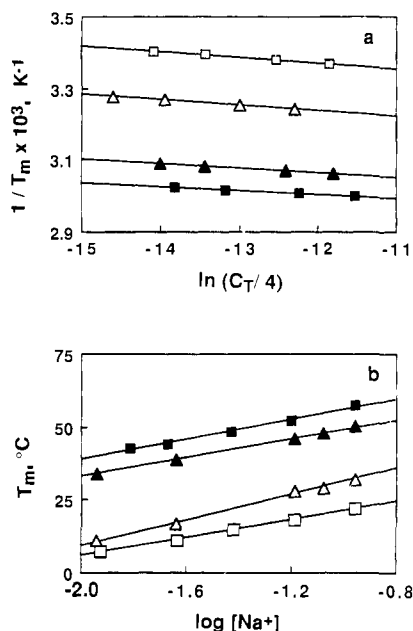 a
1 / Tₘ x 10³, K⁻¹
3.5
3.3
3.1
2.9
-15 -14 -13 -12 -11
ln (C_T / 4)
b
Tₘ, °C
75
50
25
0
-2.0 -1.6 -1.2 -0.8
log [Na⁺]